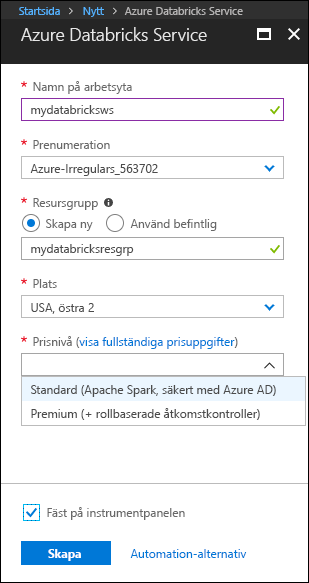 Startsida > Nytt > Azure Databricks Service
Azure Databricks Service
* Namn på arbetsyta
mydatabricksws
* Prenumeration
Azure-Irregulars_563702
* Resursgrupp
Skapa ny Använd befintlig
mydatabricksresgrp
* Plats
USA, östra 2
* Prisnivå (visa fullständiga prisuppgifter)
Standard (Apache Spark, säkert med Azure AD)
Premium (+ rollbaserade åtkomstkontroller)
Fäst på instrumentpanelen
Skapa Automation-alternativ